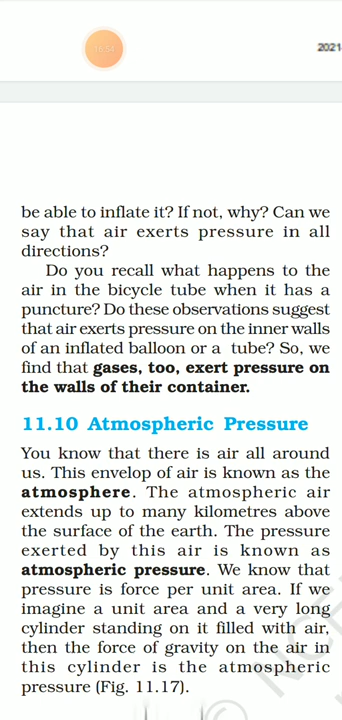 16:54
2021
be able to inflate it? If not, why? Can we
say that air exerts pressure in all
directions?
Do you recall what happens to the
air in the bicycle tube when it has a
puncture? Do these observations suggest
that air exerts pressure on the inner walls
of an inflated balloon or a tube? So, we
find that gases, too, exert pressure on
the walls of their container.
11.10 Atmospheric Pressure
You know that there is air all around
us. This envelop of air is known as the
atmosphere. The atmospheric air
extends up to many kilometres above
the surface of the earth. The pressure
exerted by this air is known as
atmospheric pressure. We know that
pressure is force per unit area. If we
imagine a unit area and a very long
cylinder standing on it filled with air,
then the force of gravity on the air in
this cylinder is the atmospheric
pressure (Fig. 11.17).
© NCE